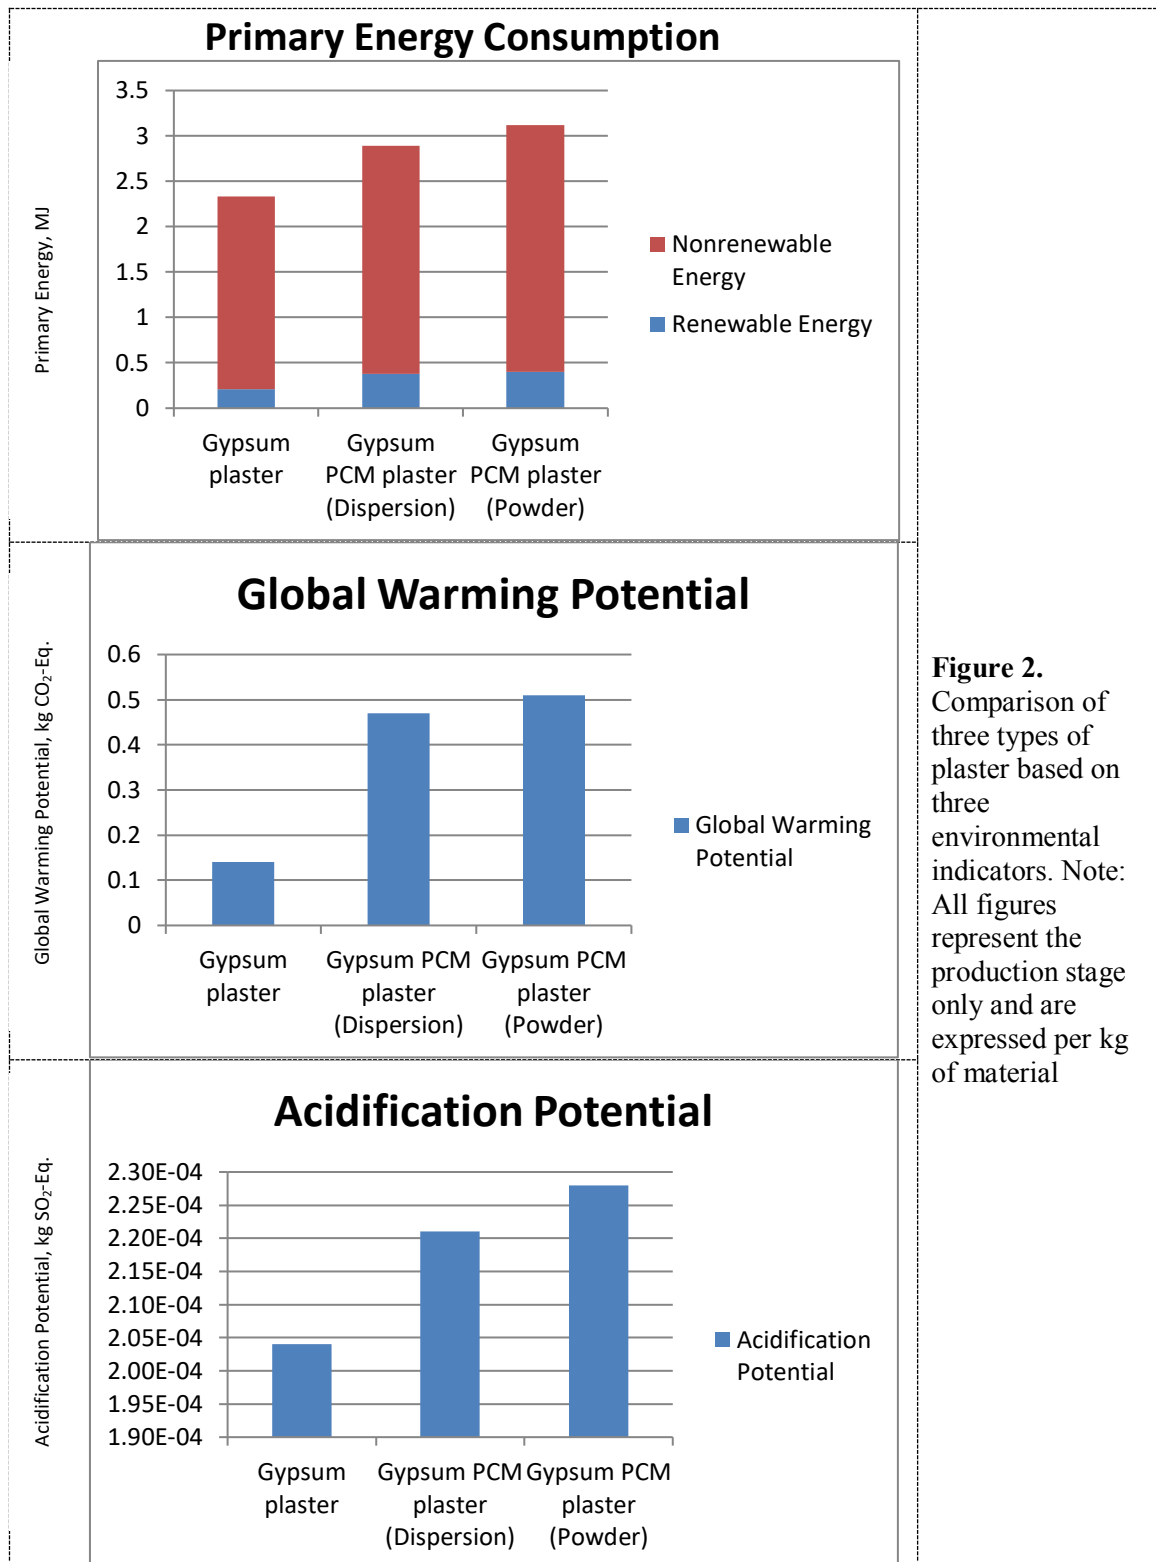 Primary Energy Consumption
Primary Energy, MJ
3.5
3
2.5
2
1.5
1
0.5
0
Gypsum
plaster
Gypsum
PCM plaster
(Dispersion)
Gypsum
PCM plaster
(Powder)
Nonrenewable
Energy
Renewable Energy
Global Warming Potential
Global Warming Potential, kg CO₂-Eq.
0.6
0.5
0.4
0.3
0.2
0.1
0
Gypsum
plaster
Gypsum PCM
plaster
(Dispersion)
Gypsum PCM
plaster
(Powder)
Global Warming
Potential
Acidification Potential
Acidification Potential, kg SO₂-Eq.
2.30E-04
2.25E-04
2.20E-04
2.15E-04
2.10E-04
2.05E-04
2.00E-04
1.95E-04
1.90E-04
Gypsum
plaster
Gypsum PCM
plaster
(Dispersion)
Gypsum PCM
plaster
(Powder)
Acidification
Potential
Figure 2.
Comparison of
three types of
plaster based on
three
environmental
indicators. Note:
All figures
represent the
production stage
only and are
expressed per kg
of material